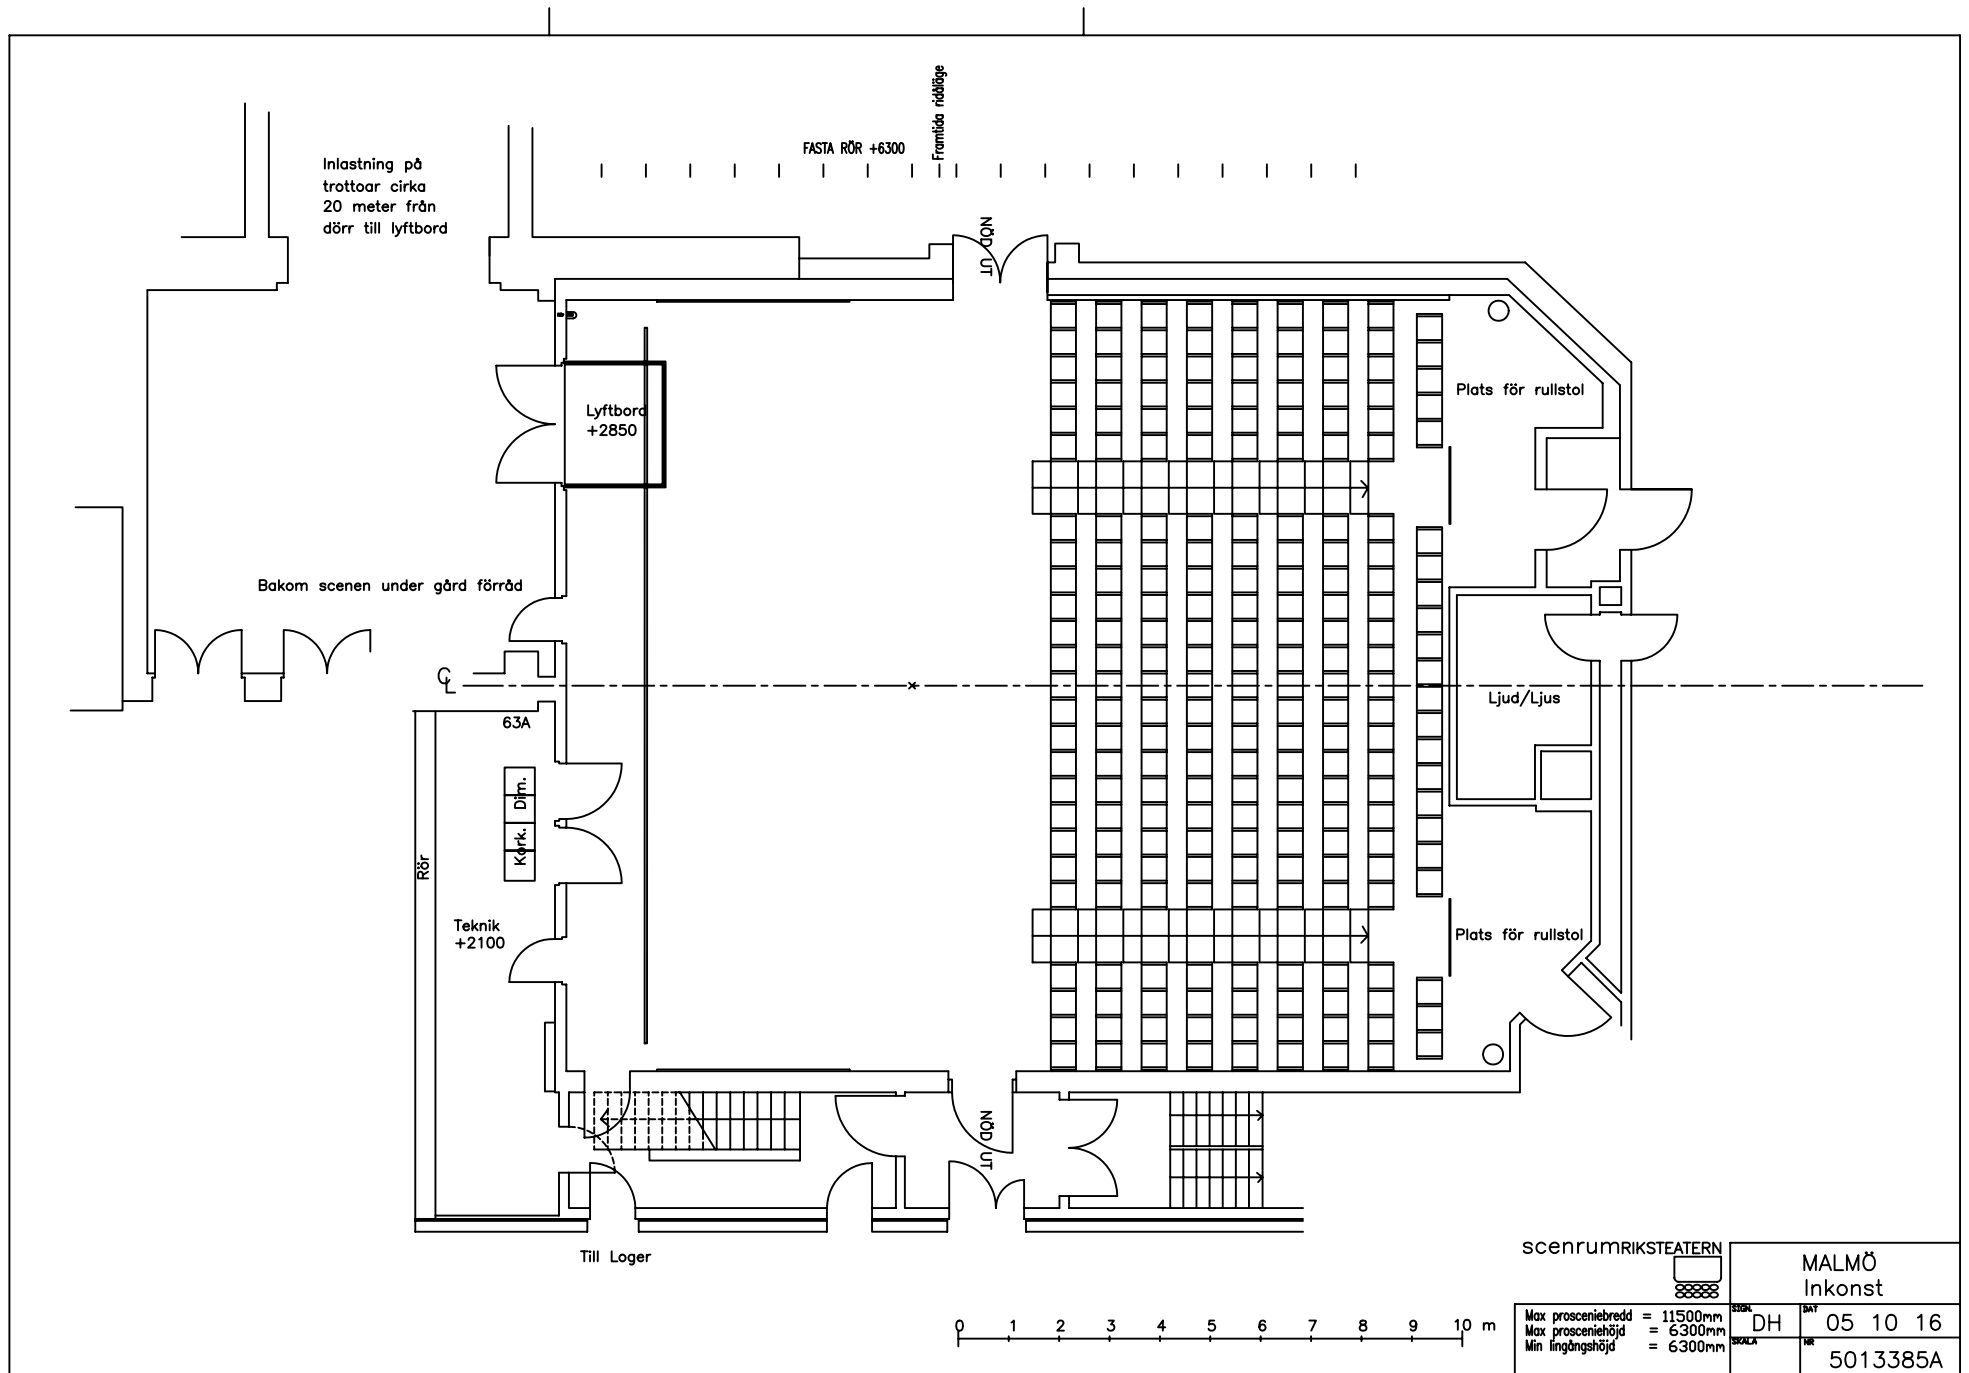 Framtida ridåläge
FASTA RÖR +6300
Inlastning på
trottoar cirka
20 meter från
dörr till lyftbord
NÖD UT
Lyftbord
+2850
Plats för rullstol
Bakom scenen under gård förråd
CL
63A
Ljud/Ljus
Dim.
Kork.
Rör
Teknik
+2100
Plats för rullstol
NÖD UT
Till Loger
scenrumRIKSTEATERN
MALMÖ
Inkonst
Max prosceniebredd = 11500mm
Max prosceniehöjd = 6300mm
Min lingångshöjd = 6300mm
SIGN.
DH
DAT
05 10 16
SKALA
NR
5013385A
0 1 2 3 4 5 6 7 8 9 10 m